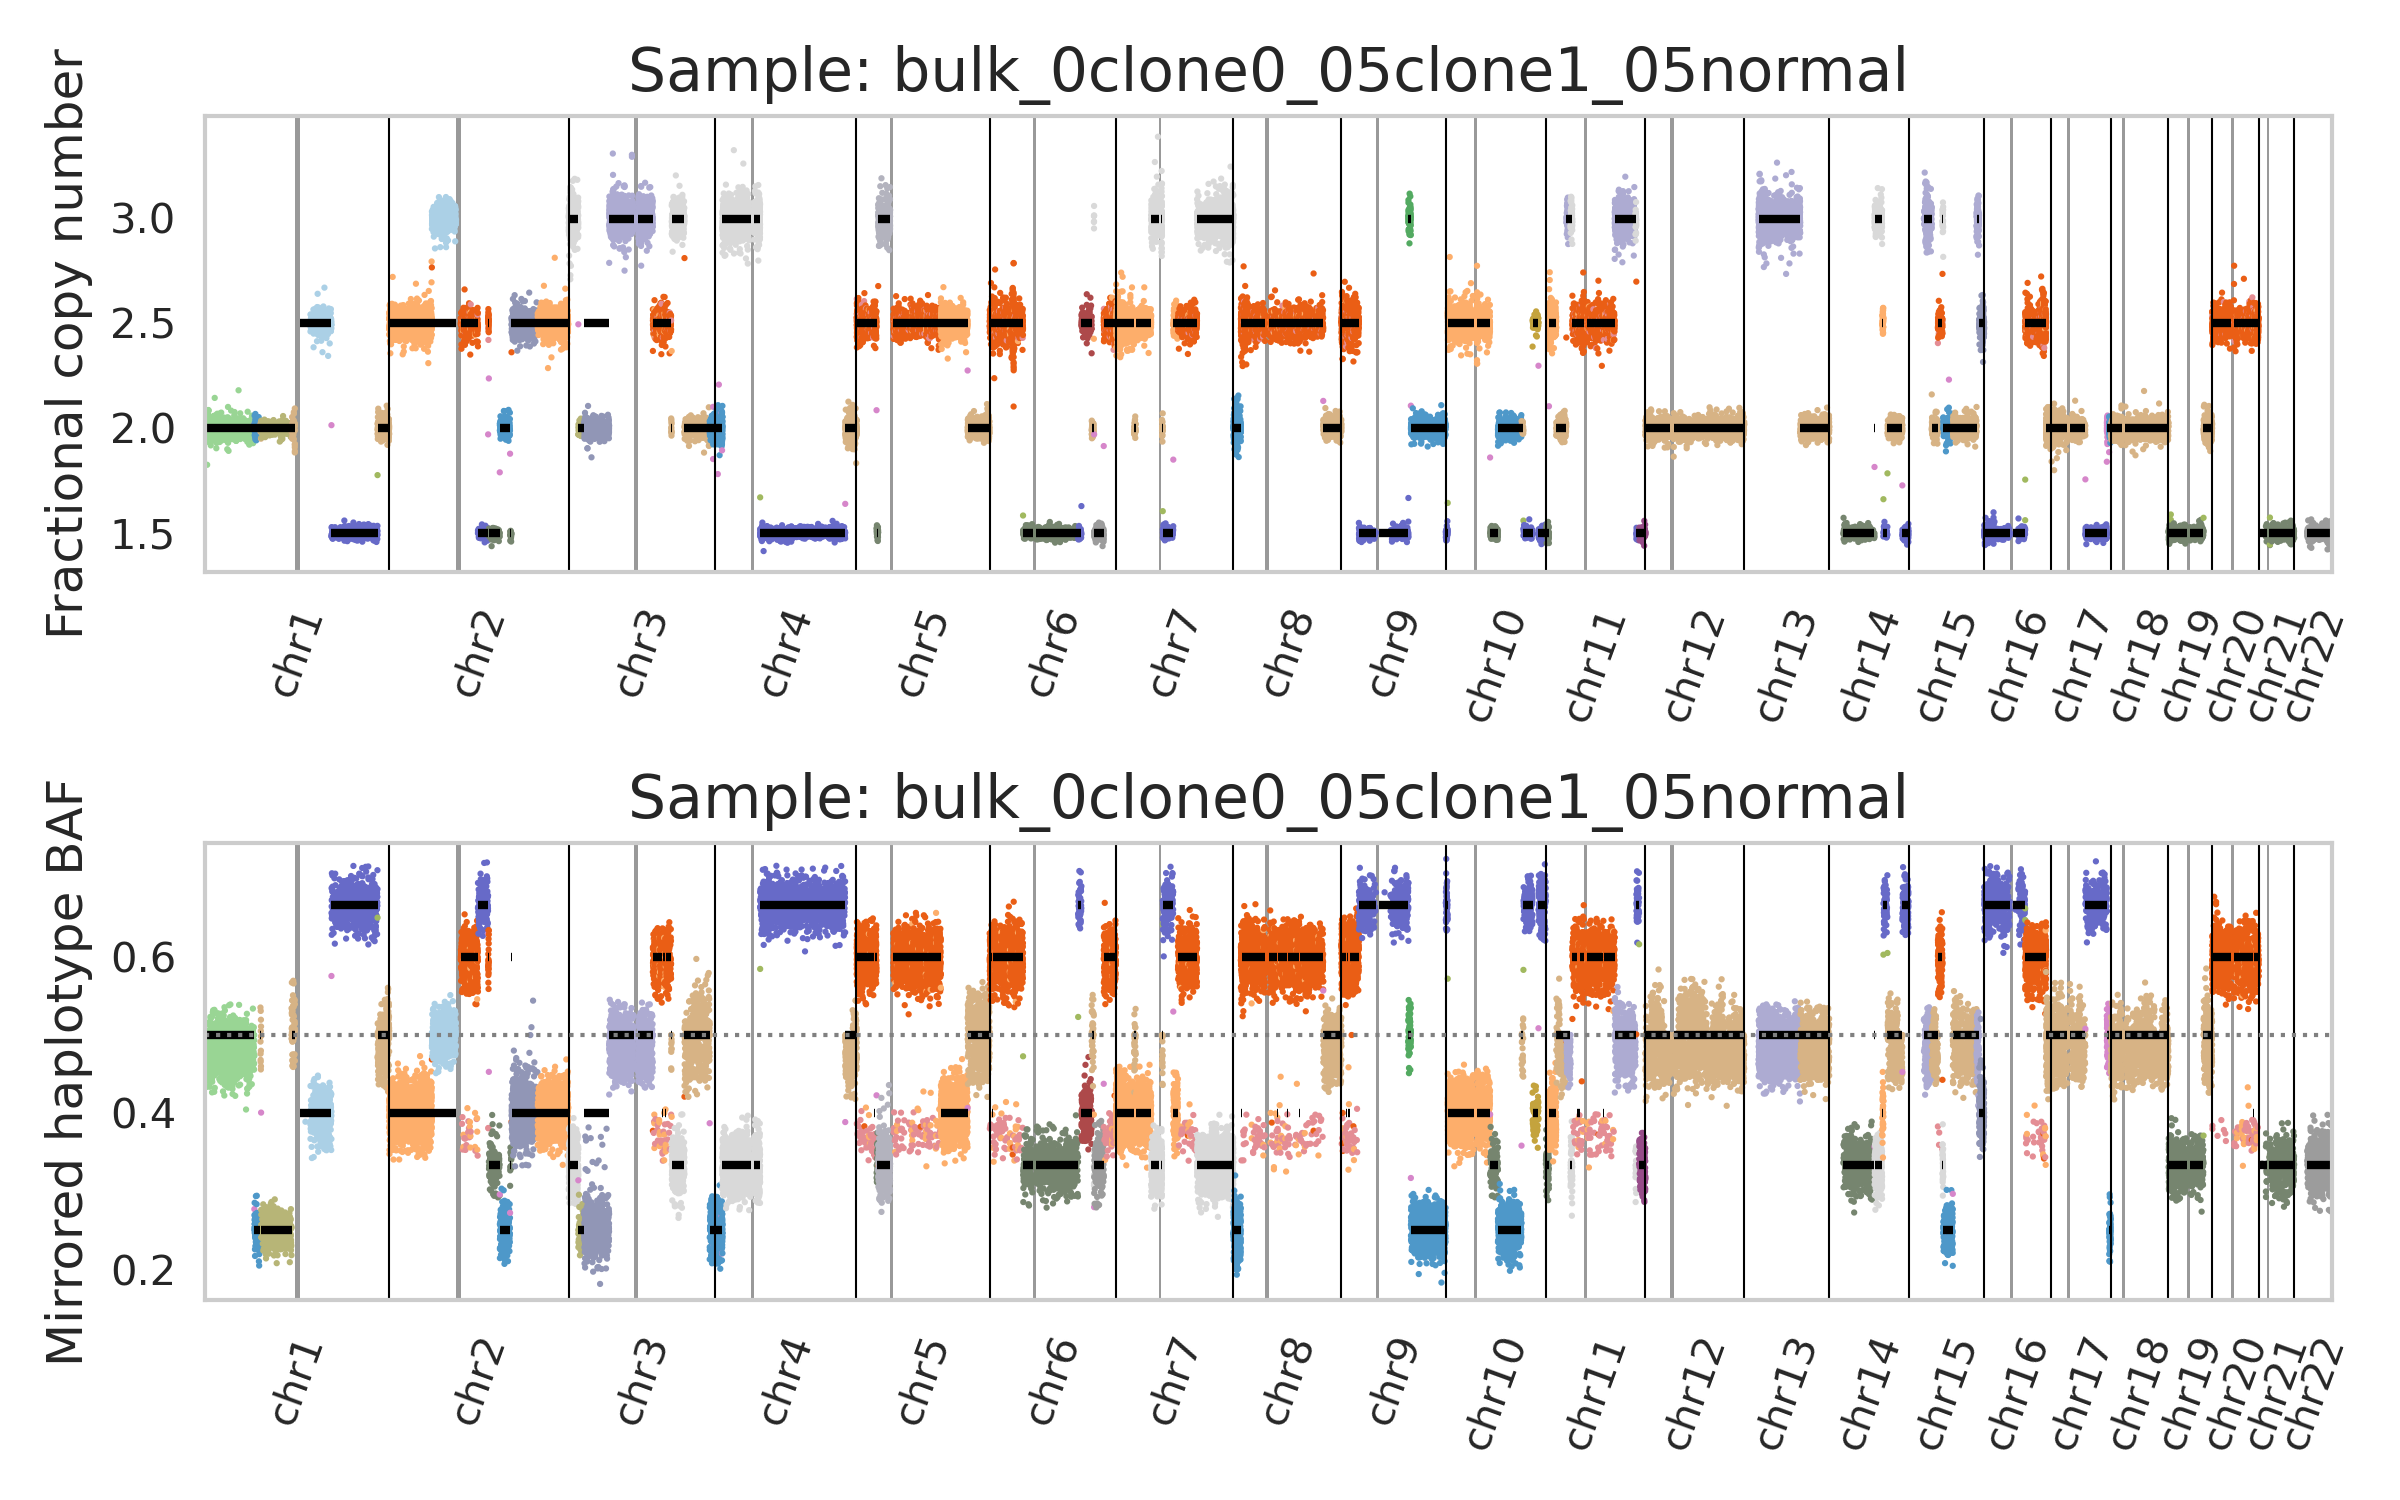 Sample: bulk_0clone0_05clone1_05normal
Fractional copy number
3.0
2.5
2.0
1.5
chr1 chr2 chr3 chr4 chr5 chr6 chr7 chr8 chr9 chr10 chr11 chr12 chr13 chr14 chr15 chr16 chr17 chr18 chr19 chr20 chr21 chr22
Sample: bulk_0clone0_05clone1_05normal
Mirrored haplotype BAF
0.6
0.4
0.2
chr1 chr2 chr3 chr4 chr5 chr6 chr7 chr8 chr9 chr10 chr11 chr12 chr13 chr14 chr15 chr16 chr17 chr18 chr19 chr20 chr21 chr22